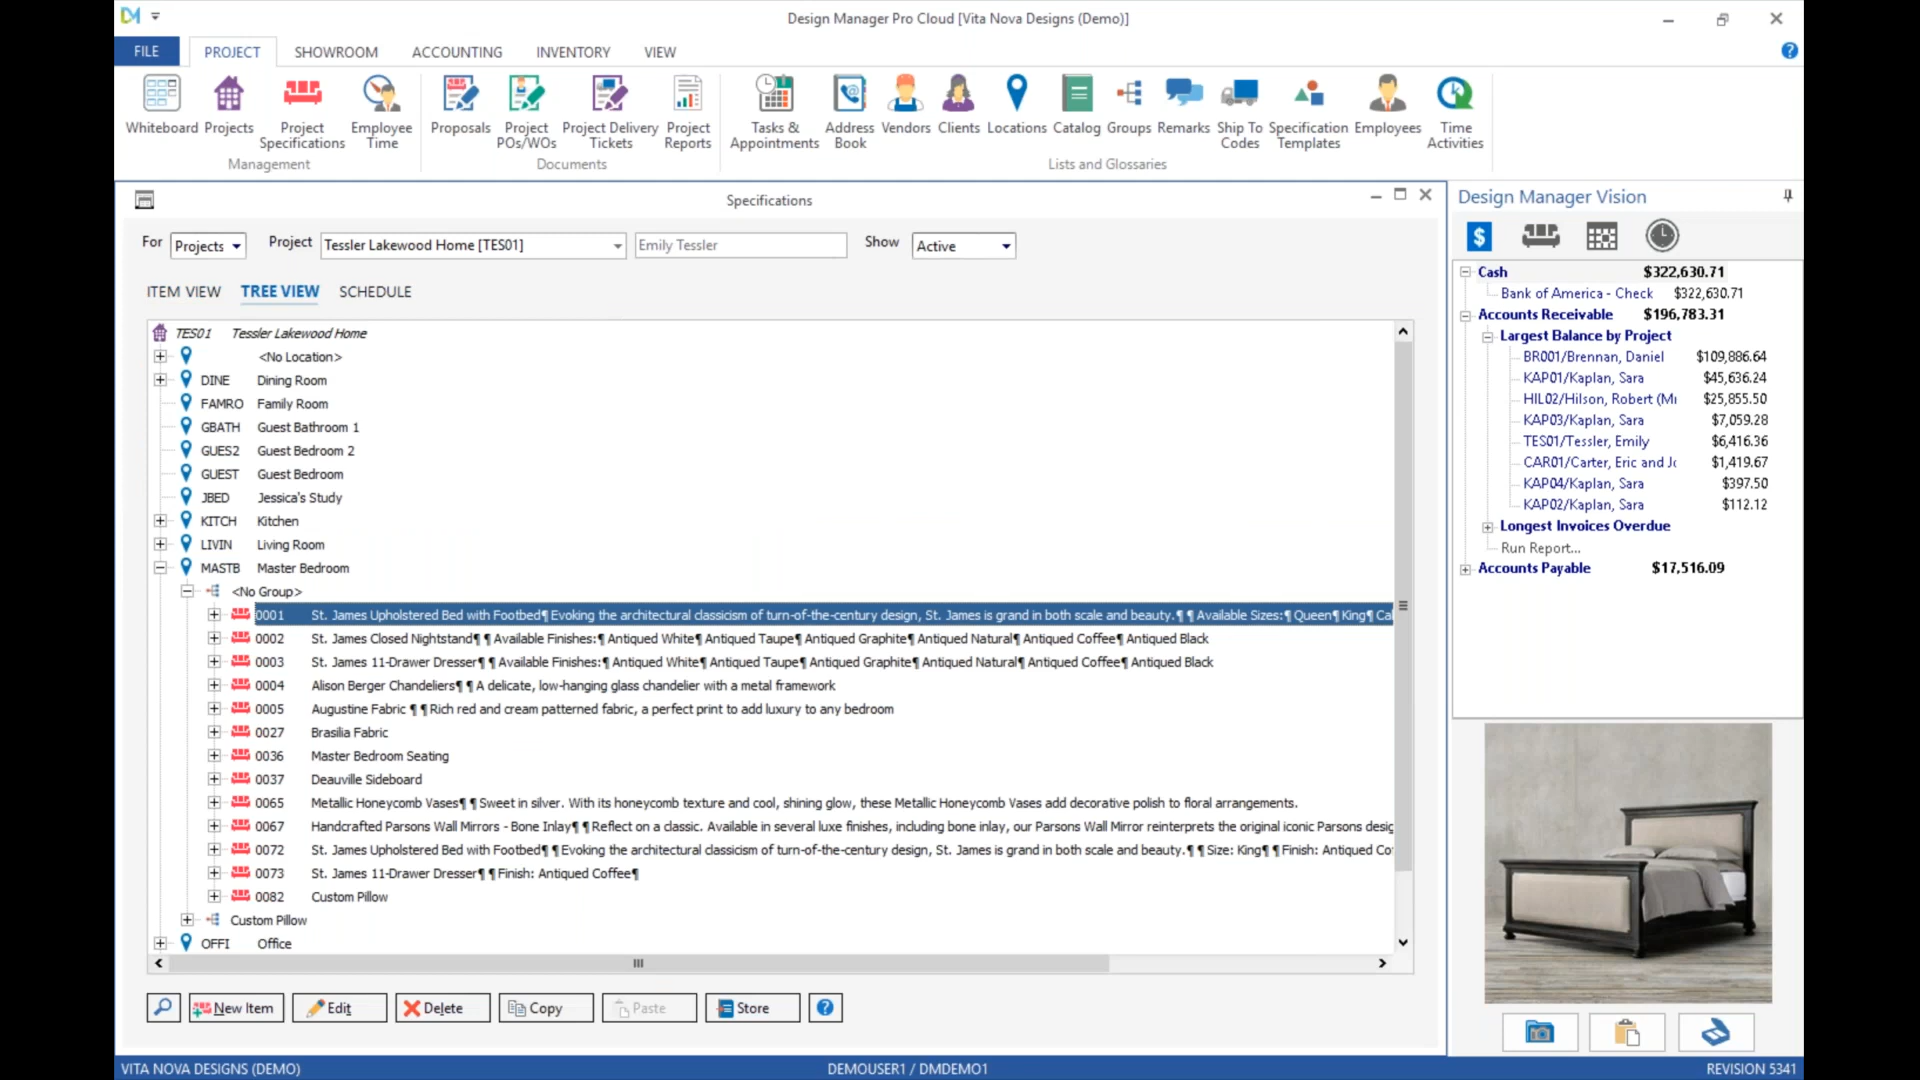 Design Manager Pro Cloud [Vita Nova Designs (Demo)]
FILE PROJECT SHOWROOM ACCOUNTING INVENTORY VIEW
Whiteboard Projects Project Specifications Employee Time Proposals Project POs/WOs Project Delivery Tickets Project Reports Tasks & Appointments Address Book Vendors Clients Locations Catalog Groups Remarks Ship To Codes Specification Templates Employees Time Activities
Management Documents Lists and Glossaries
Specifications
For Projects Project Tessler Lakewood Home [TES01] Emily Tessler Show Active
ITEM VIEW TREE VIEW SCHEDULE
TES01 Tessler Lakewood Home
<No Location>
DINE Dining Room
FAMRO Family Room
GBATH Guest Bathroom 1
GUES2 Guest Bedroom 2
GUEST Guest Bedroom
JBED Jessica's Study
KITCH Kitchen
LIVIN Living Room
MASTB Master Bedroom
<No Group>
0001 St. James Upholstered Bed with Footbed¶ Evoking the architectural classicism of turn-of-the-century design, St. James is grand in both scale and beauty.¶ ¶ Available Sizes:¶ Queen¶ King¶ Cal
0002 St. James Closed Nightstand¶ ¶ Available Finishes:¶ Antiqued White¶ Antiqued Taupe¶ Antiqued Graphite¶ Antiqued Natural¶ Antiqued Coffee¶ Antiqued Black
0003 St. James 11-Drawer Dresser¶ ¶ Available Finishes:¶ Antiqued White¶ Antiqued Taupe¶ Antiqued Graphite¶ Antiqued Natural¶ Antiqued Coffee¶ Antiqued Black
0004 Alison Berger Chandeliers¶ ¶ A delicate, low-hanging glass chandelier with a metal framework
0005 Augustine Fabric ¶ ¶ Rich red and cream patterned fabric, a perfect print to add luxury to any bedroom
0027 Brasilia Fabric
0036 Master Bedroom Seating
0037 Deauville Sideboard
0065 Metallic Honeycomb Vases¶ ¶ Sweet in silver. With its honeycomb texture and cool, shining glow, these Metallic Honeycomb Vases add decorative polish to floral arrangements.
0067 Handcrafted Parsons Wall Mirrors - Bone Inlay¶ ¶ Reflect on a classic. Available in several luxe finishes, including bone inlay, our Parsons Wall Mirror reinterprets the original iconic Parsons desig
0072 St. James Upholstered Bed with Footbed¶ ¶ Evoking the architectural classicism of turn-of-the-century design, St. James is grand in both scale and beauty.¶ ¶ Size: King¶ ¶ Finish: Antiqued Co
0073 St. James 11-Drawer Dresser¶ ¶ Finish: Antiqued Coffee¶
0082 Custom Pillow
Custom Pillow
OFFI Office
New Item Edit Delete Copy Paste Store
Design Manager Vision
Cash $322,630.71
Bank of America - Check $322,630.71
Accounts Receivable $196,783.31
Largest Balance by Project
BR001/Brennan, Daniel $109,886.64
KAP01/Kaplan, Sara $45,636.24
HIL02/Hilson, Robert (Mr $25,855.50
KAP03/Kaplan, Sara $7,059.28
TES01/Tessler, Emily $6,416.36
CAR01/Carter, Eric and Jo $1,419.67
KAP04/Kaplan, Sara $397.50
KAP02/Kaplan, Sara $112.12
Longest Invoices Overdue
Run Report...
Accounts Payable $17,516.09
VITA NOVA DESIGNS (DEMO) DEMOUSER1 / DMDEMO1 REVISION 5341